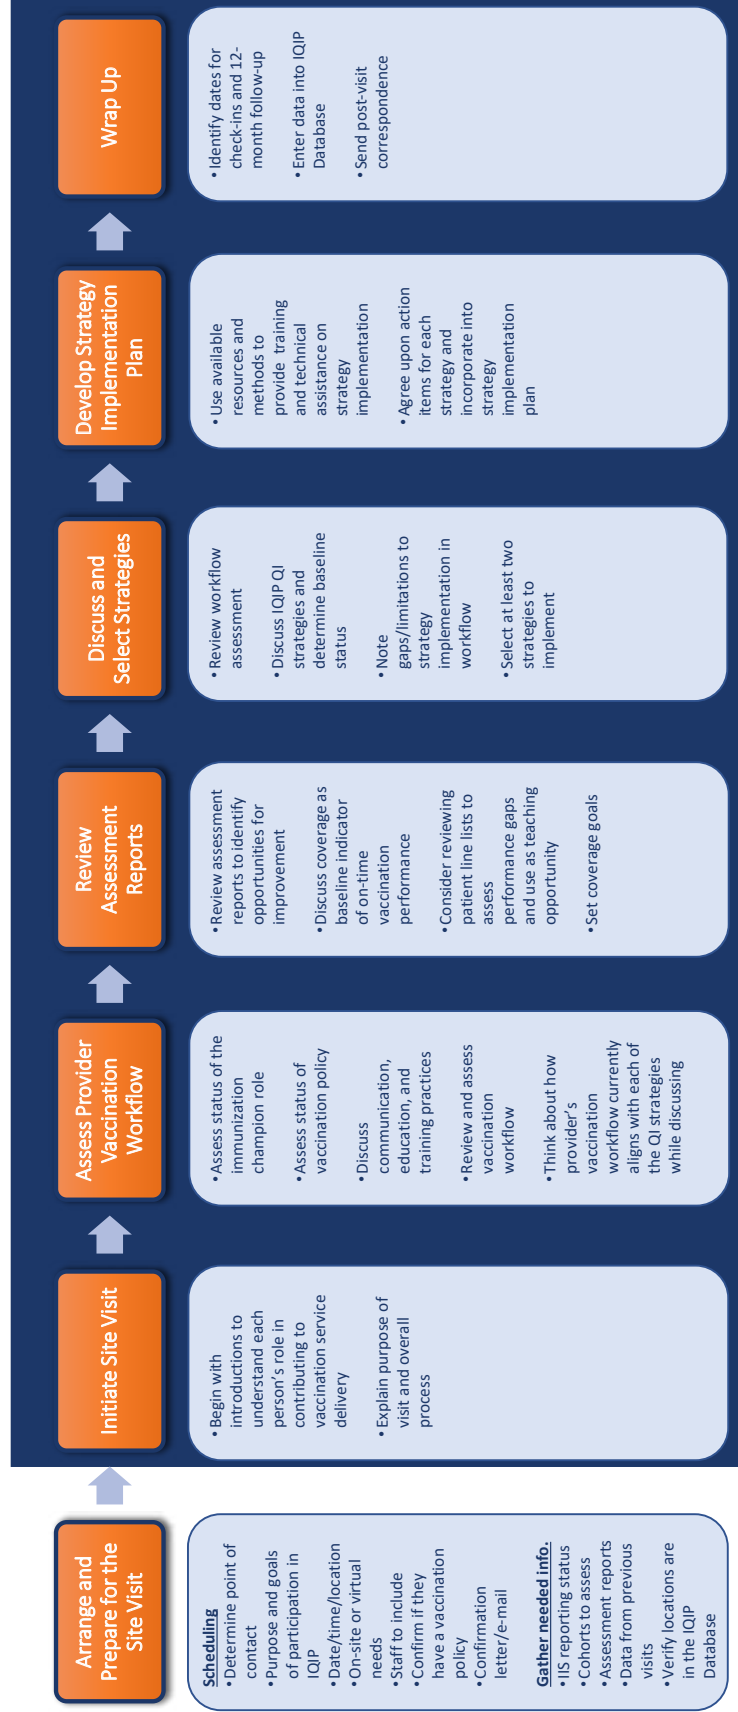 Arrange and
Prepare for the
Site Visit
Scheduling
• Determine point of
contact
• Purpose and goals
of participation in
IQIP
• Date/time/location
• On-site or virtual
needs
• Staff to include
• Confirm if they
have a vaccination
policy
• Confirmation
letter/e-mail
Gather needed info.
• IIS reporting status
• Cohorts to assess
• Assessment reports
• Data from previous
visits
• Verify locations are
in the IQIP
Database
Initiate Site Visit
• Begin with
introductions to
understand each
person's role in
contributing to
vaccination service
delivery
• Explain purpose of
visit and overall
process
Assess Provider
Vaccination
Workflow
• Assess status of the
immunization
champion role
• Assess status of
vaccination policy
• Discuss
communication,
education, and
training practices
• Review and assess
vaccination
workflow
• Think about how
provider's
vaccination
workflow currently
aligns with each of
the QI strategies
while discussing
Review
Assessment
Reports
• Review assessment
reports to identify
opportunities for
improvement
• Discuss coverage as
baseline indicator
of on-time
vaccination
performance
• Consider reviewing
patient line lists to
assess
performance gaps
and use as teaching
opportunity
• Set coverage goals
Discuss and
Select Strategies
• Review workflow
assessment
• Discuss IQIP QI
strategies and
determine baseline
status
• Note
gaps/limitations to
strategy
implementation in
workflow
• Select at least two
strategies to
implement
Develop Strategy
Implementation
Plan
• Use available
resources and
methods to
provide training
and technical
assistance on
strategy
implementation
• Agree upon action
items for each
strategy and
incorporate into
strategy
implementation
plan
Wrap Up
• Identify dates for
check-ins and 12-
month follow-up
• Enter data into IQIP
Database
• Send post-visit
correspondence